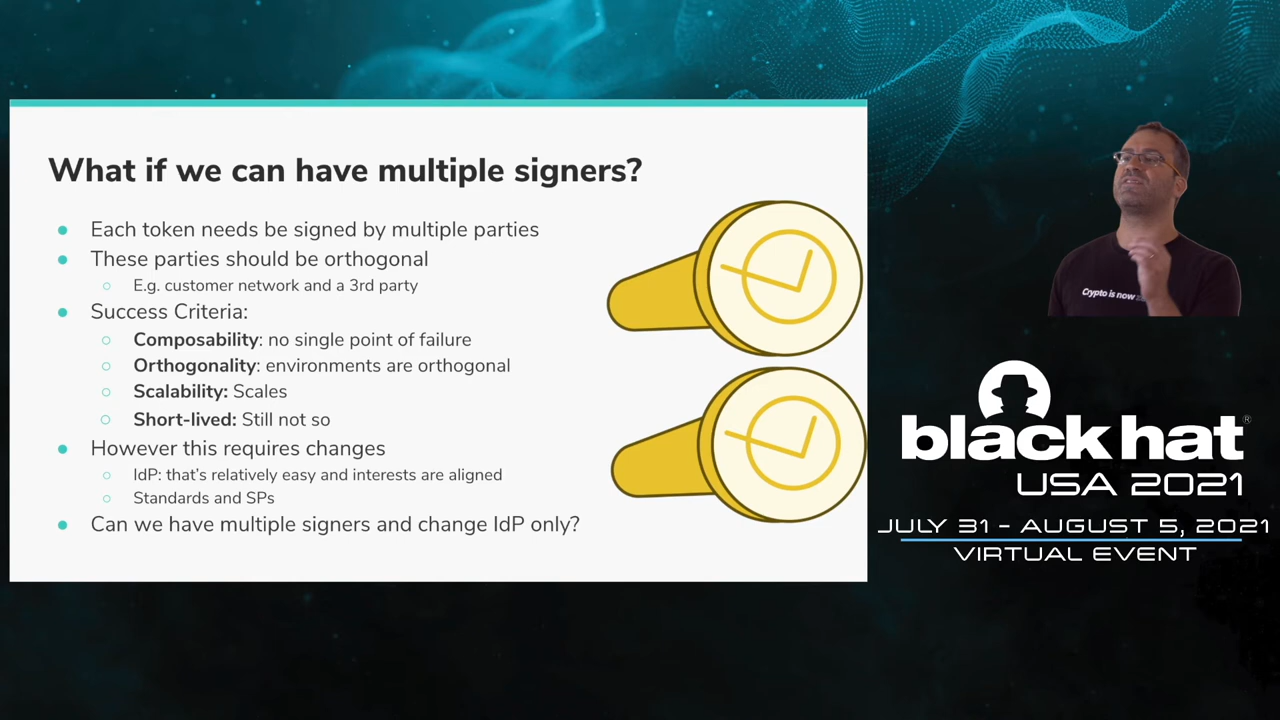 What if we can have multiple signers?
Each token needs be signed by multiple parties
These parties should be orthogonal
E.g. customer network and a 3rd party
Success Criteria:
Composability: no single point of failure
Orthogonality: environments are orthogonal
Scalability: Scales
Short-lived: Still not so
However this requires changes
IdP: that's relatively easy and interests are aligned
Standards and SPs
Can we have multiple signers and change IdP only?
Crypto is now
black hat®
USA 2021
JULY 31 - AUGUST 5, 2021
VIRTUAL EVENT